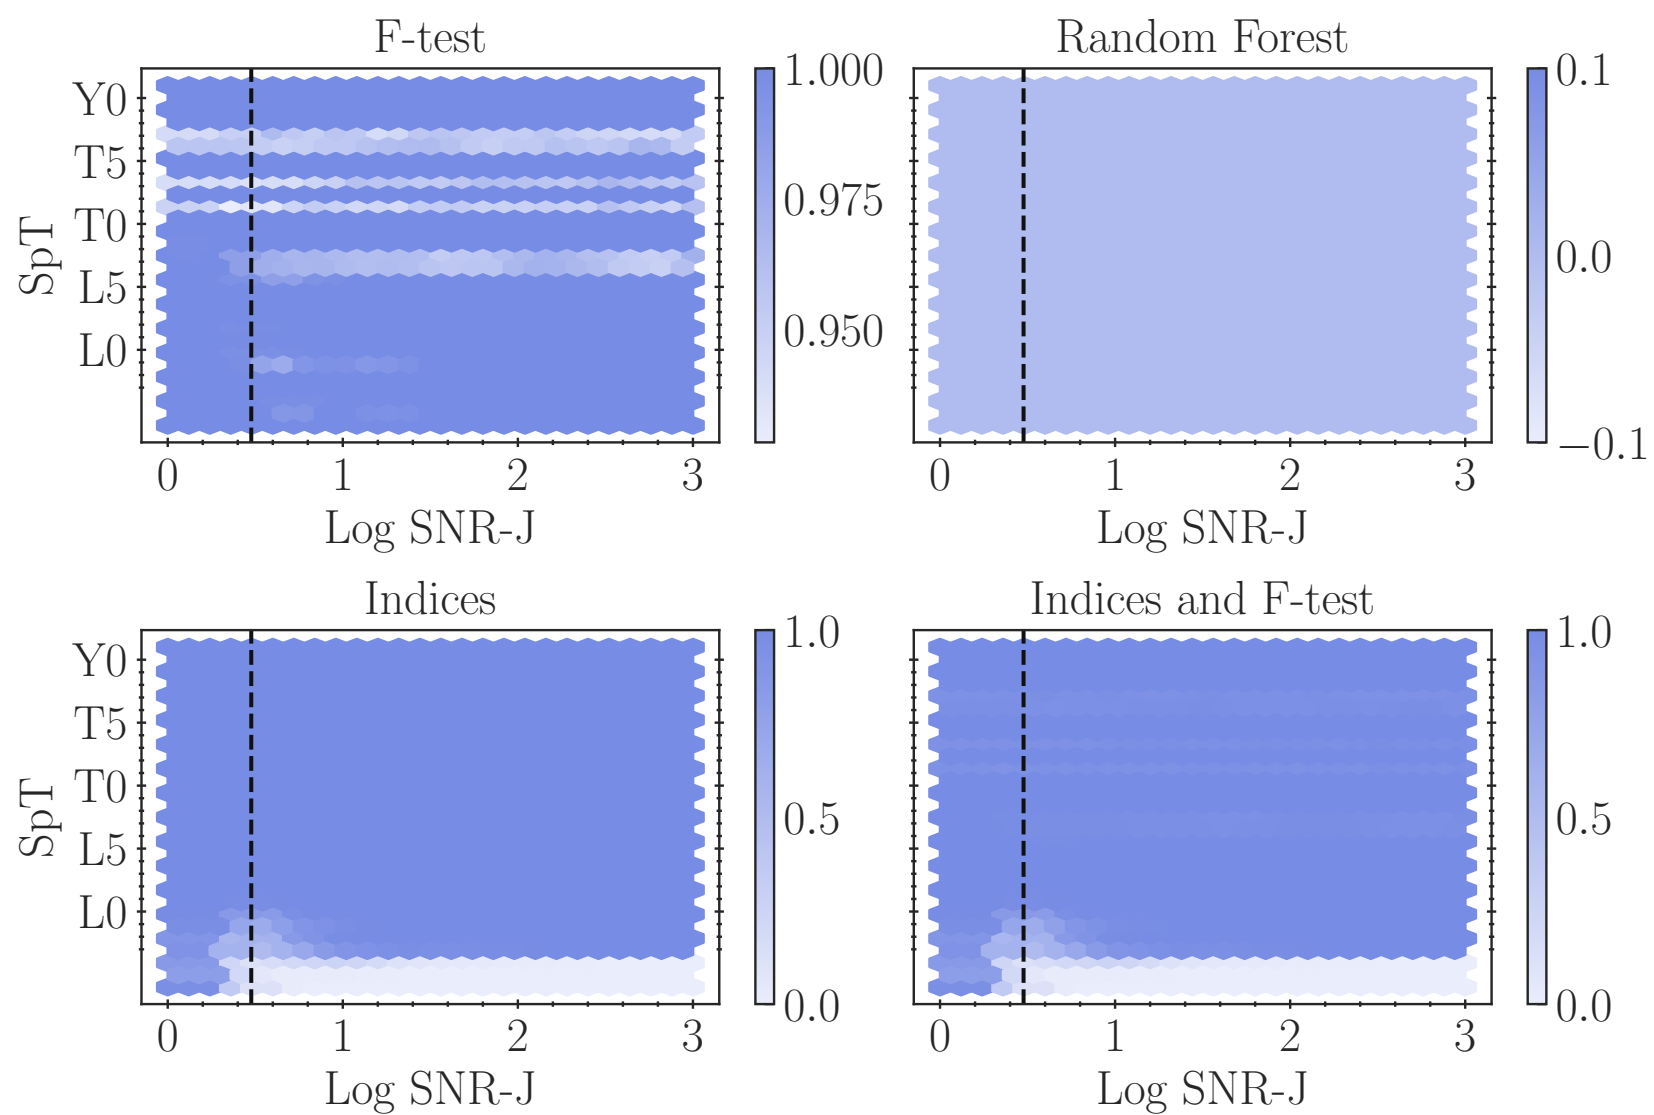 F-test
Random Forest
SpT
Y0
T5
T0
L5
L0
1.000
0.975
0.950
0.1
0.0
−0.1
0 1 2 3
0 1 2 3
Log SNR-J
Log SNR-J
Indices
Indices and F-test
SpT
Y0
T5
T0
L5
L0
1.0
0.5
0.0
1.0
0.5
0.0
0 1 2 3
0 1 2 3
Log SNR-J
Log SNR-J